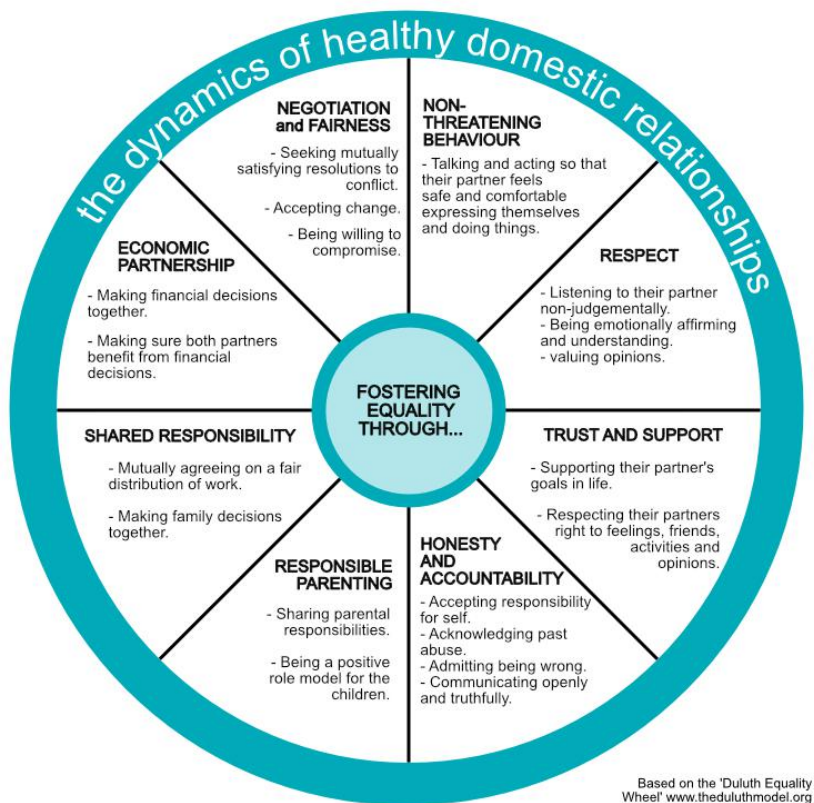 the dynamics of healthy domestic relationships
NEGOTIATION
and FAIRNESS
- Seeking mutually
satisfying resolutions to
conflict.
- Accepting change.
- Being willing to
compromise.
NON-
THREATENING
BEHAVIOUR
- Talking and acting so that
their partner feels
safe and comfortable
expressing themselves
and doing things.
RESPECT
- Listening to their partner
non-judgementally.
- Being emotionally affirming
and understanding.
- valuing opinions.
TRUST AND SUPPORT
- Supporting their partner's
goals in life.
- Respecting their partners
right to feelings, friends,
activities and
opinions.
HONESTY
AND
ACCOUNTABILITY
- Accepting responsibility
for self.
- Acknowledging past
abuse.
- Admitting being wrong.
- Communicating openly
and truthfully.
RESPONSIBLE
PARENTING
- Sharing parental
responsibilities.
- Being a positive
role model for the
children.
SHARED RESPONSIBILITY
- Mutually agreeing on a fair
distribution of work.
- Making family decisions
together.
ECONOMIC
PARTNERSHIP
- Making financial decisions
together.
- Making sure both partners
benefit from financial
decisions.
FOSTERING
EQUALITY
THROUGH...
Based on the 'Duluth Equality
Wheel' www.theduluthmodel.org